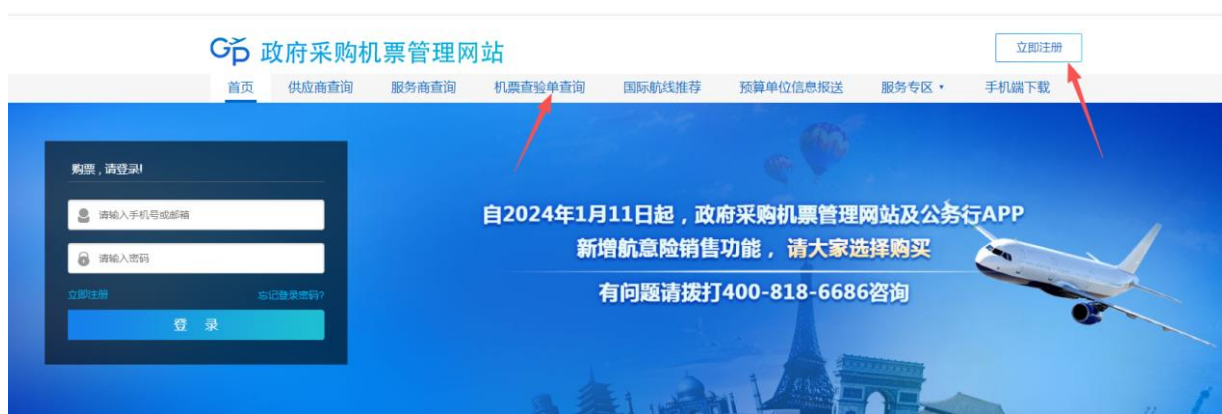 GP 政府采购机票管理网站
立即注册
首页 供应商查询 服务商查询 机票查验单查询 国际航线推荐 预算单位信息报送 服务专区 手机端下载
购票，请登录!
请输入手机号或邮箱
请输入密码
立即注册 忘记登录密码?
登 录
自2024年1月11日起，政府采购机票管理网站及公务行APP
新增航意险销售功能，请大家选择购买
有问题请拨打400-818-6686咨询